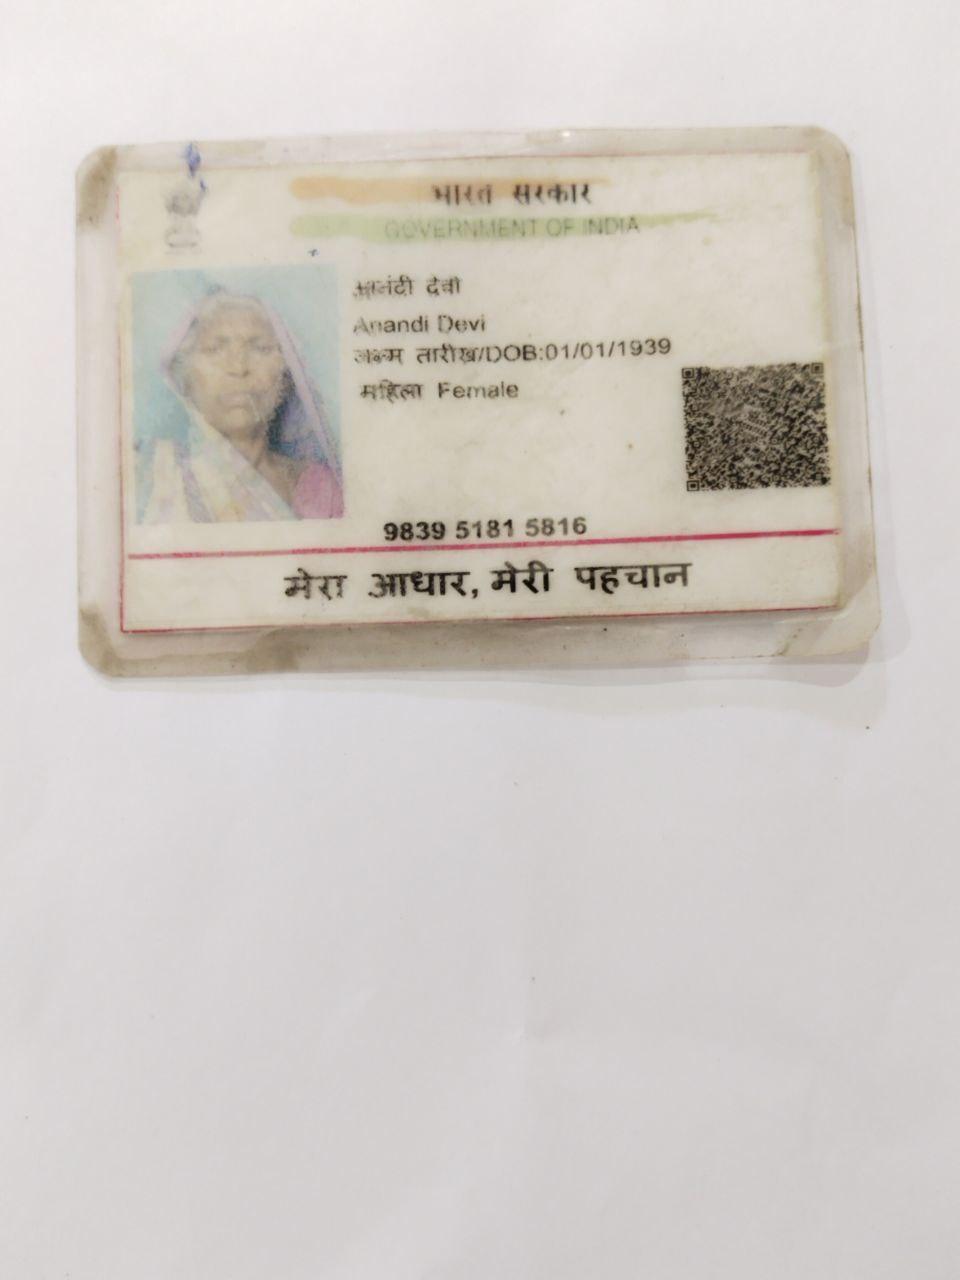 भारत सरकार
GOVERNMENT OF INDIA
आनंदी देवी
Anandi Devi
जन्म तारीख/DOB:01/01/1939
महिला Female
9839 5181 5816
मेरा आधार, मेरी पहचान